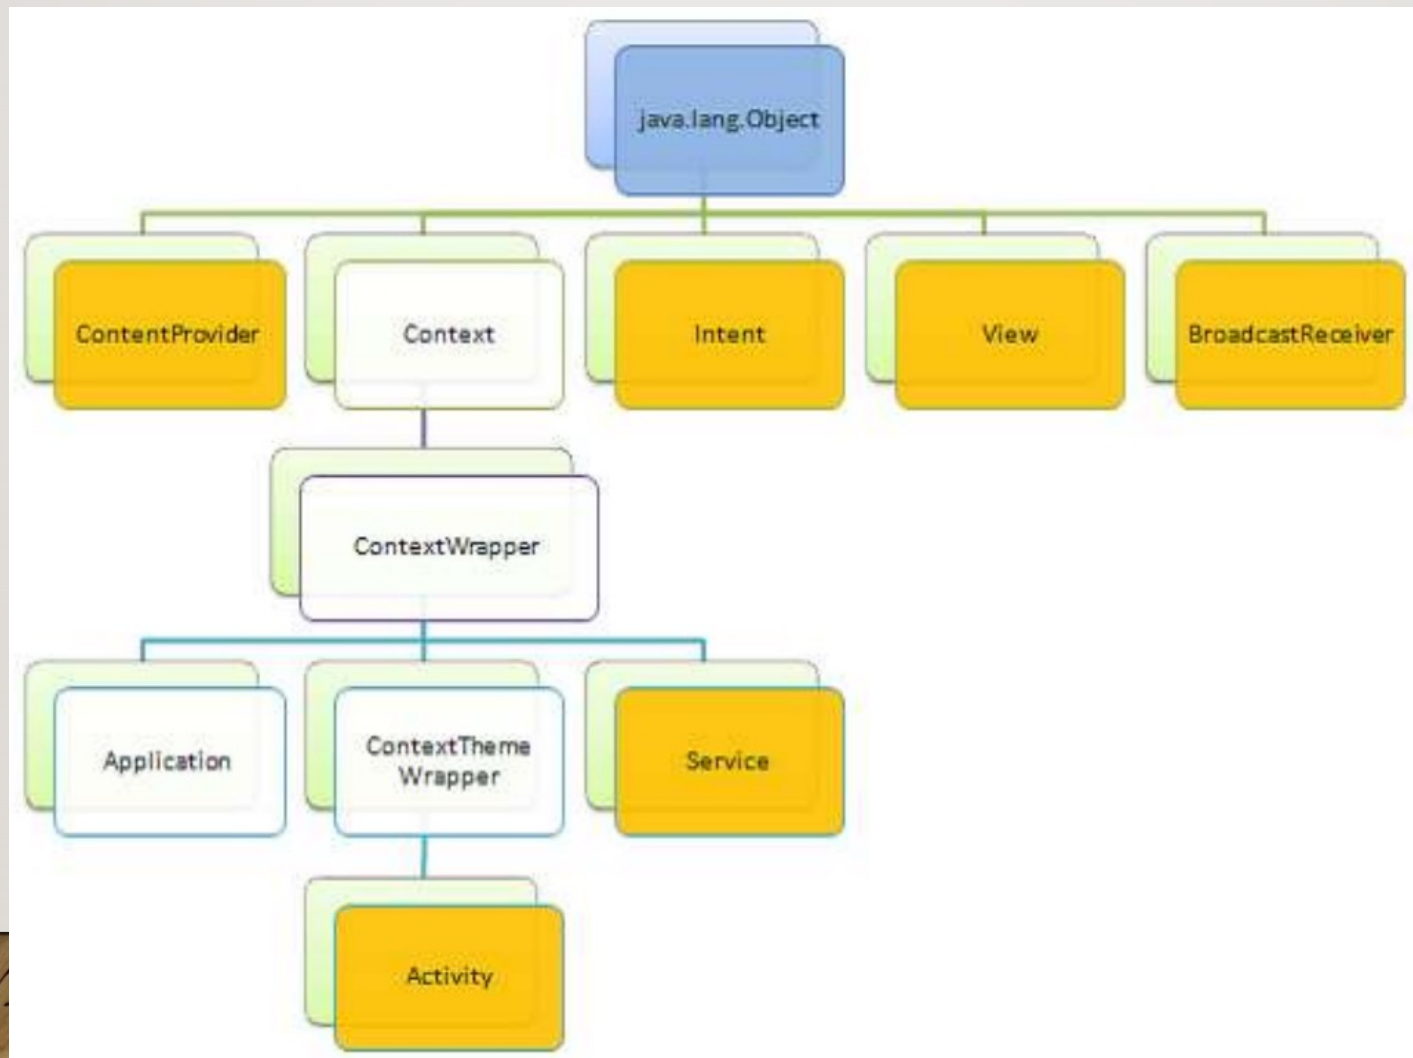 java.lang.Object
ContentProvider
Context
Intent
View
BroadcastReceiver
ContextWrapper
Application
ContextTheme
Wrapper
Service
Activity